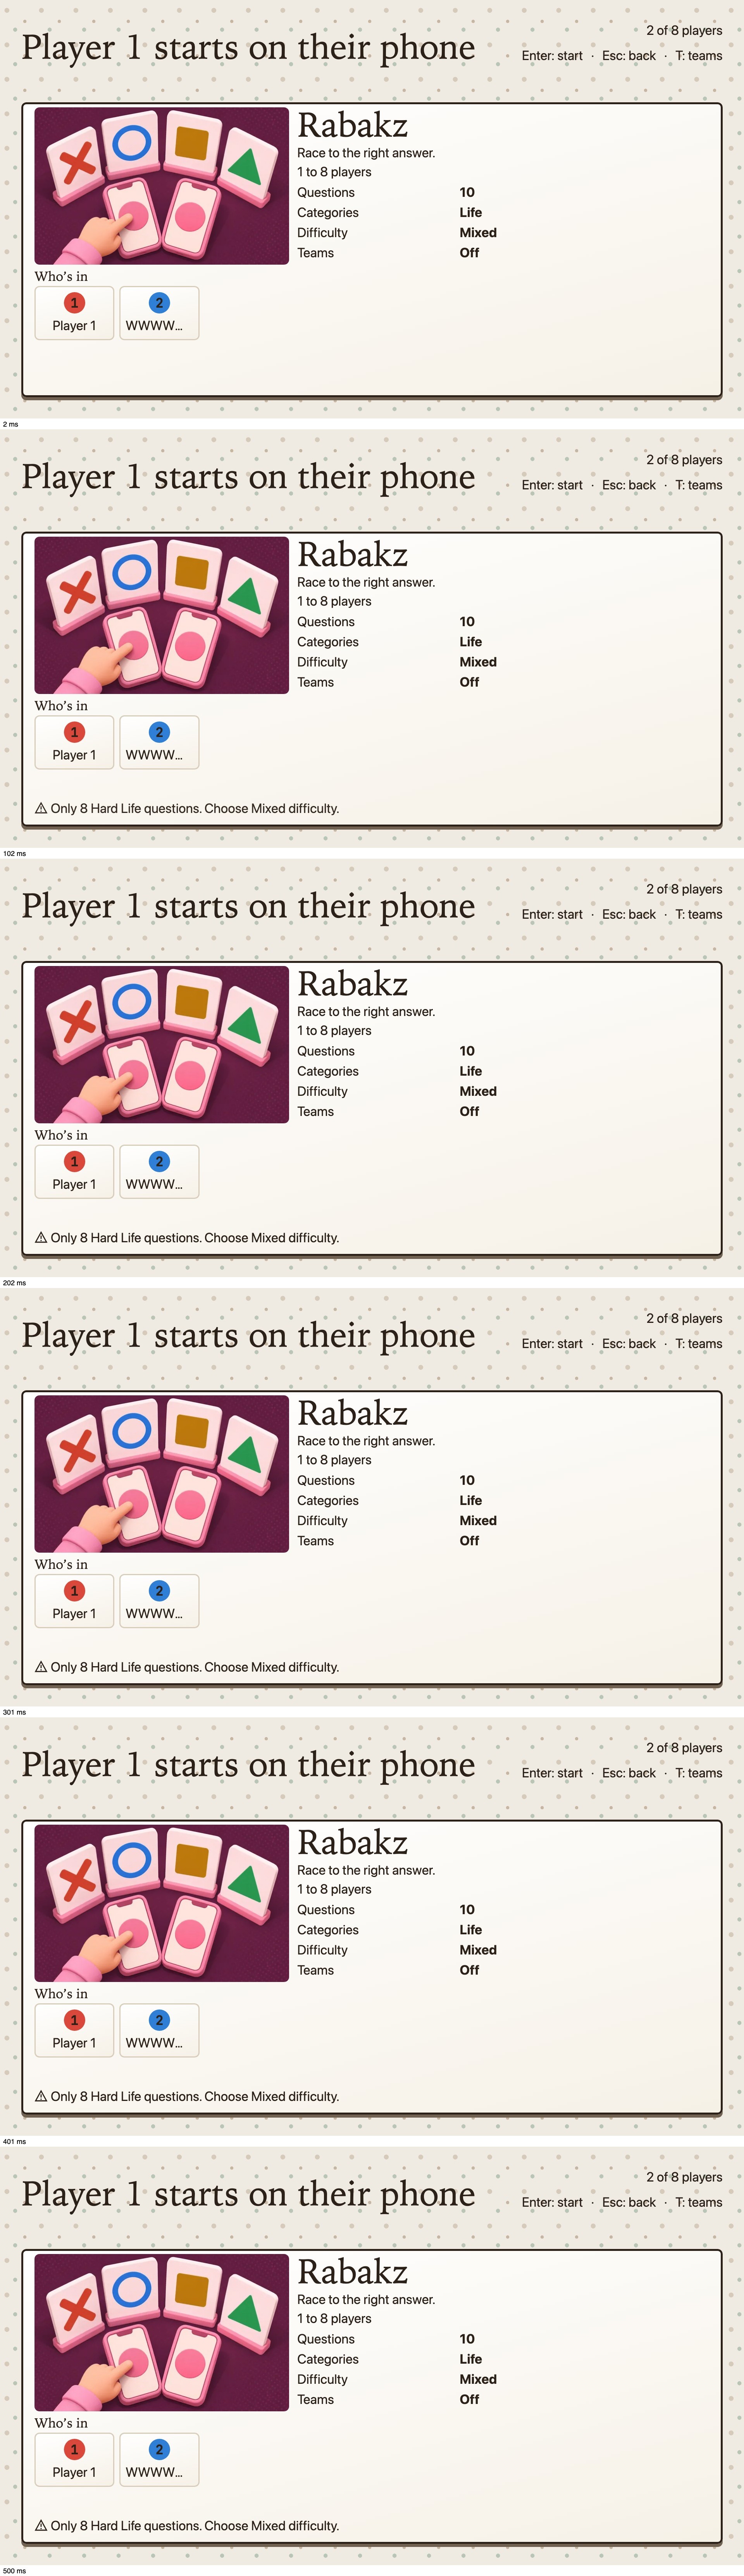 Player 1 starts on their phone
2 of 8 players
Enter: start · Esc: back · T: teams
Rabakz
Race to the right answer.
1 to 8 players
Questions 10
Categories Life
Difficulty Mixed
Teams Off
Who's in
1 2
Player 1 WWWW...
2 ms
Player 1 starts on their phone
2 of 8 players
Enter: start · Esc: back · T: teams
Rabakz
Race to the right answer.
1 to 8 players
Questions 10
Categories Life
Difficulty Mixed
Teams Off
Who's in
1 2
Player 1 WWWW...
⚠ Only 8 Hard Life questions. Choose Mixed difficulty.
102 ms
Player 1 starts on their phone
2 of 8 players
Enter: start · Esc: back · T: teams
Rabakz
Race to the right answer.
1 to 8 players
Questions 10
Categories Life
Difficulty Mixed
Teams Off
Who's in
1 2
Player 1 WWWW...
⚠ Only 8 Hard Life questions. Choose Mixed difficulty.
202 ms
Player 1 starts on their phone
2 of 8 players
Enter: start · Esc: back · T: teams
Rabakz
Race to the right answer.
1 to 8 players
Questions 10
Categories Life
Difficulty Mixed
Teams Off
Who's in
1 2
Player 1 WWWW...
⚠ Only 8 Hard Life questions. Choose Mixed difficulty.
301 ms
Player 1 starts on their phone
2 of 8 players
Enter: start · Esc: back · T: teams
Rabakz
Race to the right answer.
1 to 8 players
Questions 10
Categories Life
Difficulty Mixed
Teams Off
Who's in
1 2
Player 1 WWWW...
⚠ Only 8 Hard Life questions. Choose Mixed difficulty.
401 ms
Player 1 starts on their phone
2 of 8 players
Enter: start · Esc: back · T: teams
Rabakz
Race to the right answer.
1 to 8 players
Questions 10
Categories Life
Difficulty Mixed
Teams Off
Who's in
1 2
Player 1 WWWW...
⚠ Only 8 Hard Life questions. Choose Mixed difficulty.
500 ms